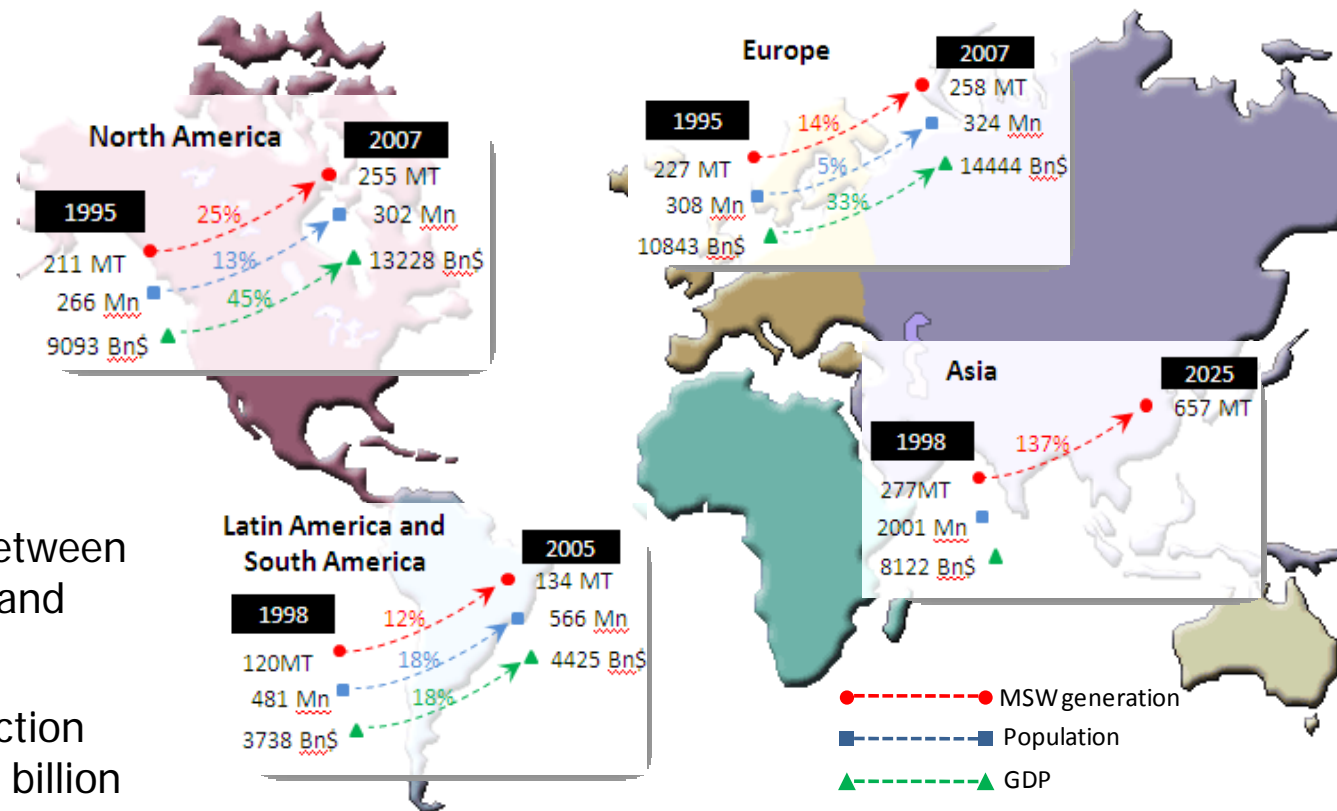 North America
1995
2007
25%
13%
45%
211 MT
266 Mn
9093 Bn$
255 MT
302 Mn
13228 Bn$
Europe
1995
2007
14%
5%
33%
227 MT
308 Mn
10843 Bn$
258 MT
324 Mn
14444 Bn$
Asia
1998
2025
137%
277MT
2001 Mn
8122 Bn$
657 MT
Latin America and
South America
1998
2005
12%
18%
18%
120MT
481 Mn
3738 Bn$
134 MT
566 Mn
4425 Bn$
etween
and
ction
billion
MSW generation
Population
GDP